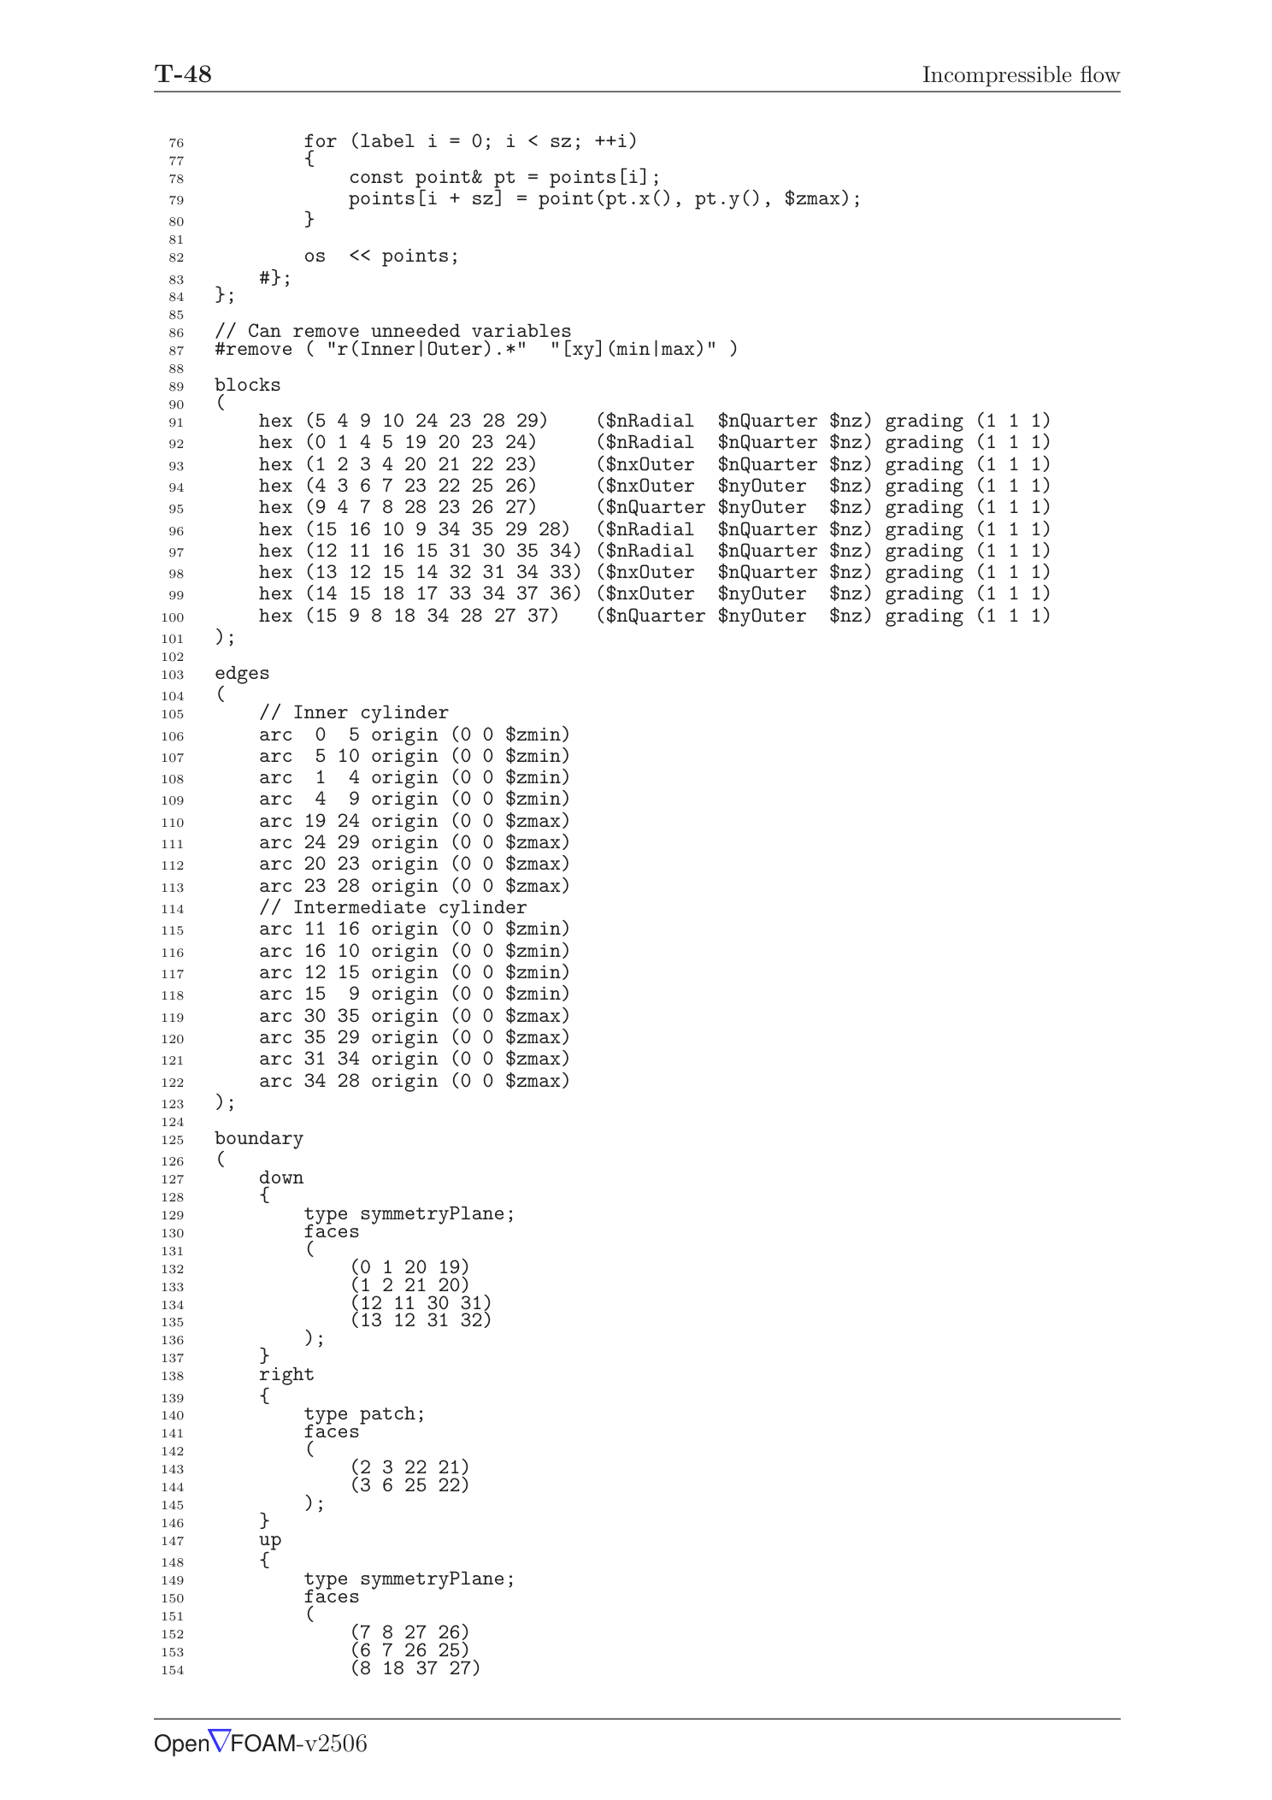 T-48 Incompressible flow
76 for (label i = 0; i < sz; ++i)
77 {
78 const point& pt = points[i];
79 points[i + sz] = point(pt.x(), pt.y(), $zmax);
80 }
81
82 os  << points;
83 #};
84 };
85
86 // Can remove unneeded variables
87 #remove ( "r(Inner|Outer).*"  "[xy](min|max)" )
88
89 blocks
90 (
91 hex (5 4 9 10 24 23 28 29)    ($nRadial  $nQuarter $nz) grading (1 1 1)
92 hex (0 1 4 5 19 20 23 24)     ($nRadial  $nQuarter $nz) grading (1 1 1)
93 hex (1 2 3 4 20 21 22 23)     ($nxOuter  $nQuarter $nz) grading (1 1 1)
94 hex (4 3 6 7 23 22 25 26)     ($nxOuter  $nyOuter  $nz) grading (1 1 1)
95 hex (9 4 7 8 28 23 26 27)     ($nQuarter $nyOuter  $nz) grading (1 1 1)
96 hex (15 16 10 9 34 35 29 28)  ($nRadial  $nQuarter $nz) grading (1 1 1)
97 hex (12 11 16 15 31 30 35 34) ($nRadial  $nQuarter $nz) grading (1 1 1)
98 hex (13 12 15 14 32 31 34 33) ($nxOuter  $nQuarter $nz) grading (1 1 1)
99 hex (14 15 18 17 33 34 37 36) ($nxOuter  $nyOuter  $nz) grading (1 1 1)
100 hex (15 9 8 18 34 28 27 37)   ($nQuarter $nyOuter  $nz) grading (1 1 1)
101 );
102
103 edges
104 (
105 // Inner cylinder
106 arc  0  5 origin (0 0 $zmin)
107 arc  5 10 origin (0 0 $zmin)
108 arc  1  4 origin (0 0 $zmin)
109 arc  4  9 origin (0 0 $zmin)
110 arc 19 24 origin (0 0 $zmax)
111 arc 24 29 origin (0 0 $zmax)
112 arc 20 23 origin (0 0 $zmax)
113 arc 23 28 origin (0 0 $zmax)
114 // Intermediate cylinder
115 arc 11 16 origin (0 0 $zmin)
116 arc 16 10 origin (0 0 $zmin)
117 arc 12 15 origin (0 0 $zmin)
118 arc 15  9 origin (0 0 $zmin)
119 arc 30 35 origin (0 0 $zmax)
120 arc 35 29 origin (0 0 $zmax)
121 arc 31 34 origin (0 0 $zmax)
122 arc 34 28 origin (0 0 $zmax)
123 );
124
125 boundary
126 (
127 down
128 {
129 type symmetryPlane;
130 faces
131 (
132 (0 1 20 19)
133 (1 2 21 20)
134 (12 11 30 31)
135 (13 12 31 32)
136 );
137 }
138 right
139 {
140 type patch;
141 faces
142 (
143 (2 3 22 21)
144 (3 6 25 22)
145 );
146 }
147 up
148 {
149 type symmetryPlane;
150 faces
151 (
152 (7 8 27 26)
153 (6 7 26 25)
154 (8 18 37 27)
Open▽FOAM-v2506